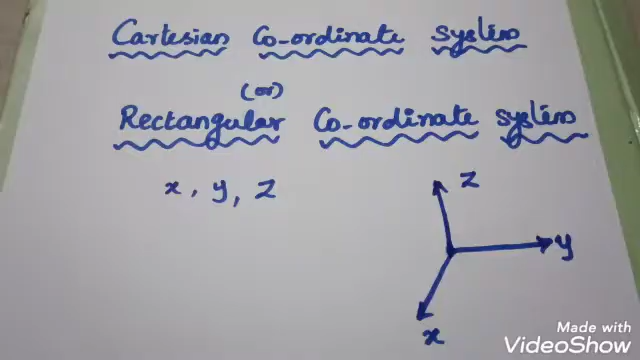 Cartesian Co-ordinate system
(or)
Rectangular Co-ordinate system
x, y, z
z
y
x
Made with
VideoShow